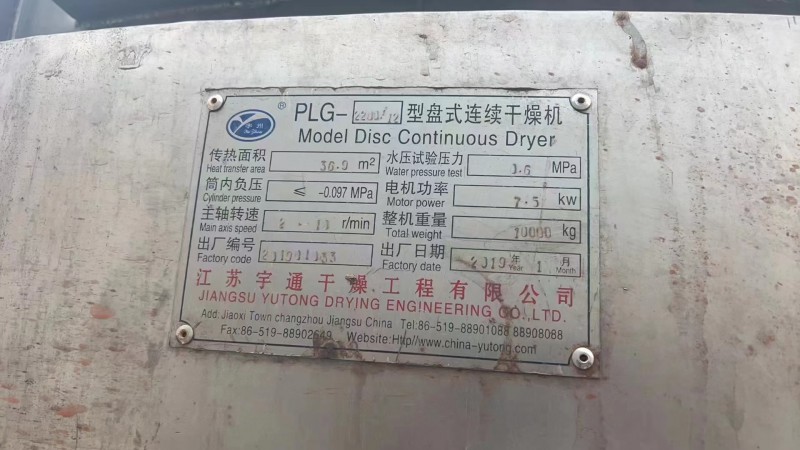 ® PLG- 2200/12 型盘式连续干燥机
Model Disc Continuous Dryer
传热面积 36.9 m² 水压试验压力 MPa
Heat transfer area Water pressure test
筒内负压 ≤ -0.097 MPa 电机功率 7.5 kw
Cylinder pressure Motor power
主轴转速 r/min 整机重量 10000 kg
Main axis speed Total weight
出厂编号 出厂日期 2019 年 1 月
Factory code Factory date Year Month
江苏宇通干燥工程有限公司
JIANGSU YUTONG DRYING ENGINEERING CO.,LTD.
Add. Jiaoxi Town changzhou Jiangsu China Tel:86-519-88901088 88908088
Fax:86-519-88902649 Website:Http//www.china-yutong.com